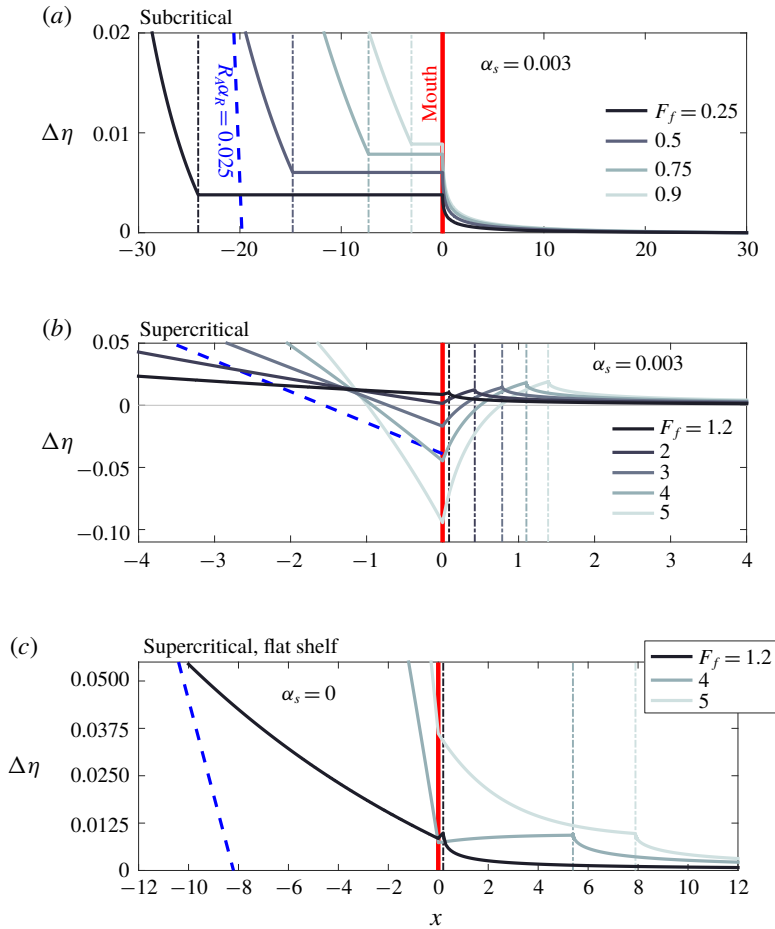 (a)
Subcritical
0.02
0.01
0
Δη
R_Aα_R = 0.025
Mouth
α_s = 0.003
F_f = 0.25
0.5
0.75
0.9
−30 −20 −10 0 10 20 30
(b)
Supercritical
0.05
0
−0.05
−0.10
Δη
α_s = 0.003
F_f = 1.2
2
3
4
5
−4 −3 −2 −1 0 1 2 3 4
(c)
Supercritical, flat shelf
0.0500
0.0375
0.0250
0.0125
0
Δη
α_s = 0
F_f = 1.2
4
5
−12 −10 −8 −6 −4 −2 0 2 4 6 8 10 12
x